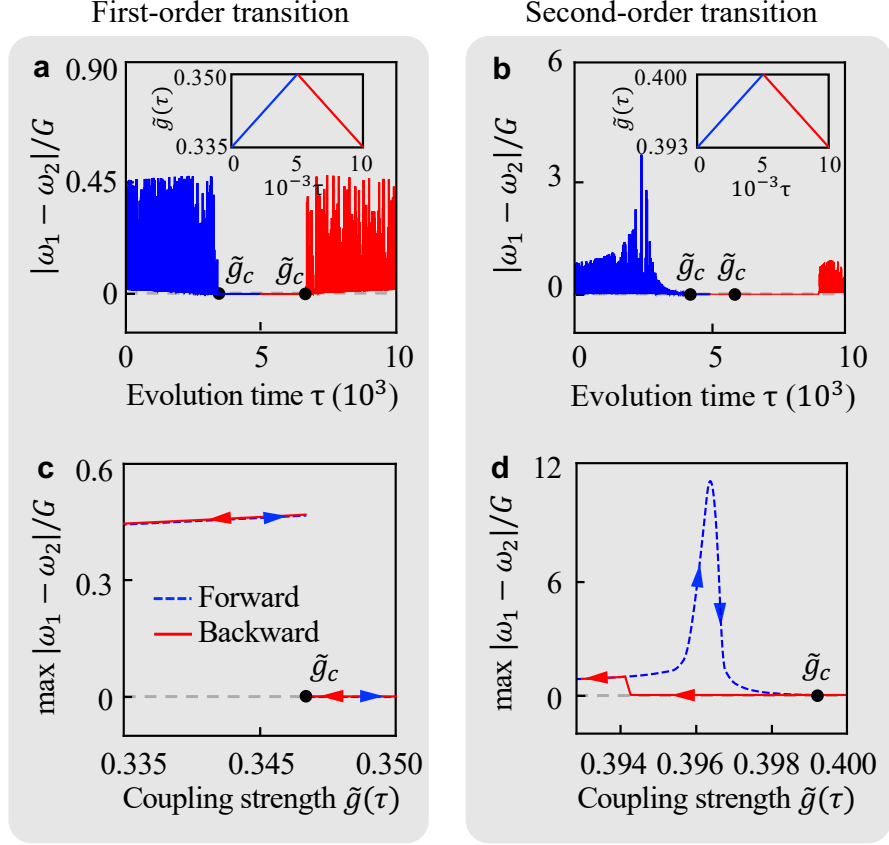 First-order transition
Second-order transition
a
0.90
0.45
0
|ω₁ − ω₂|/G
0.350
0.335
g̃(τ)
0
5
10
10⁻³τ
g̃c
g̃c
0
5
10
Evolution time τ (10³)
b
6
3
0
|ω₁ − ω₂|/G
0.400
0.393
g̃(τ)
0
5
10
10⁻³τ
g̃c
g̃c
0
5
10
Evolution time τ (10³)
c
0.6
0.3
0
max |ω₁ − ω₂|/G
Forward
Backward
g̃c
0.335
0.345
0.350
Coupling strength g̃(τ)
d
12
6
0
max |ω₁ − ω₂|/G
g̃c
0.394
0.396
0.398
0.400
Coupling strength g̃(τ)